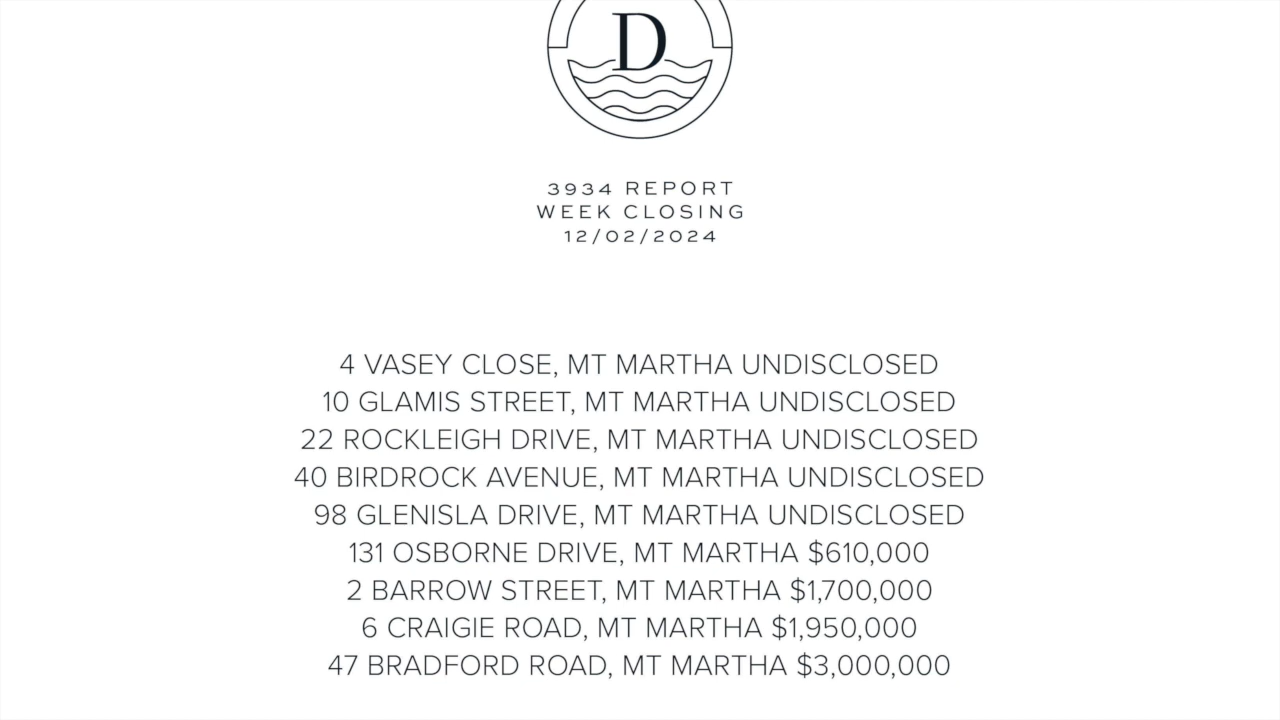 D
3934 REPORT
WEEK CLOSING
12/02/2024
4 VASEY CLOSE, MT MARTHA UNDISCLOSED
10 GLAMIS STREET, MT MARTHA UNDISCLOSED
22 ROCKLEIGH DRIVE, MT MARTHA UNDISCLOSED
40 BIRDROCK AVENUE, MT MARTHA UNDISCLOSED
98 GLENISLA DRIVE, MT MARTHA UNDISCLOSED
131 OSBORNE DRIVE, MT MARTHA $610,000
2 BARROW STREET, MT MARTHA $1,700,000
6 CRAIGIE ROAD, MT MARTHA $1,950,000
47 BRADFORD ROAD, MT MARTHA $3,000,000